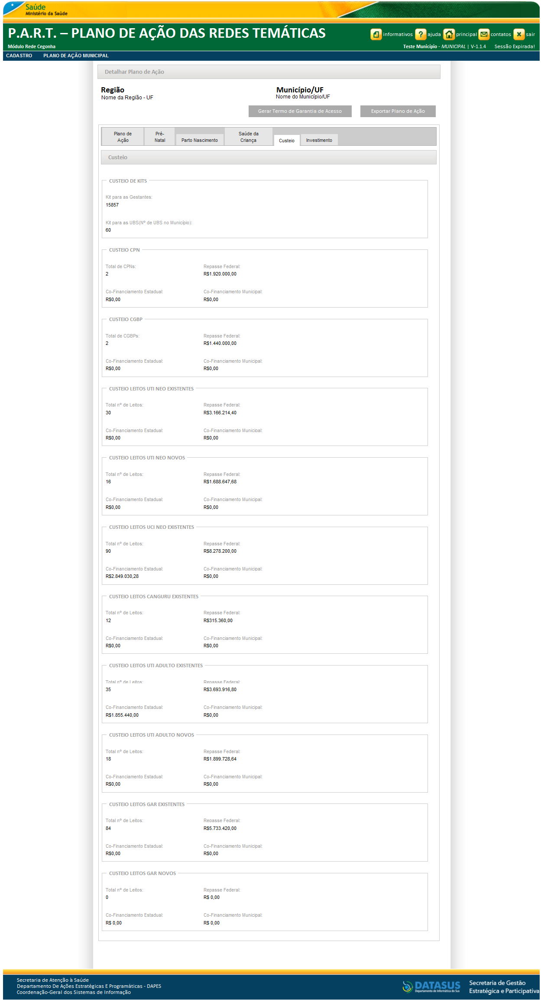 Saúde
Ministério da Saúde
P.A.R.T. – PLANO DE AÇÃO DAS REDES TEMÁTICAS
informativos ajuda principal contatos sair
Módulo Rede Cegonha
Teste Município - MUNICIPAL | V-1.1.4 Sessão Expirada!
CADASTRO PLANO DE AÇÃO MUNICIPAL
Detalhar Plano de Ação
Região Município/UF
Nome da Região - UF Nome do Município/UF
Gerar Termo de Garantia de Acesso Exportar Plano de Ação
Plano de Ação Pré-Natal Parto Nascimento Saúde da Criança Custeio Investimento
Custeio
CUSTEIO DE KITS
Kit para as Gestantes:
15857
Kit para as UBS(Nº de UBS no Município):
60
CUSTEIO CPN
Total de CPNs: Repasse Federal:
2 R$1.920.000,00
Co-Financiamento Estadual: Co-Financiamento Municipal:
R$0,00 R$0,00
CUSTEIO CGBP
Total de CGBPs: Repasse Federal:
2 R$1.440.000,00
Co-Financiamento Estadual: Co-Financiamento Municipal:
R$0,00 R$0,00
CUSTEIO LEITOS UTI NEO EXISTENTES
Total nº de Leitos: Repasse Federal:
30 R$3.166.214,40
Co-Financiamento Estadual: Co-Financiamento Municipal:
R$0,00 R$0,00
CUSTEIO LEITOS UTI NEO NOVOS
Total nº de Leitos: Repasse Federal:
16 R$1.688.647,68
Co-Financiamento Estadual: Co-Financiamento Municipal:
R$0,00 R$0,00
CUSTEIO LEITOS UCI NEO EXISTENTES
Total nº de Leitos: Repasse Federal:
90 R$8.278.200,00
Co-Financiamento Estadual: Co-Financiamento Municipal:
R$2.849.030,28 R$0,00
CUSTEIO LEITOS CANGURU EXISTENTES
Total nº de Leitos: Repasse Federal:
12 R$315.360,00
Co-Financiamento Estadual: Co-Financiamento Municipal:
R$0,00 R$0,00
CUSTEIO LEITOS UTI ADULTO EXISTENTES
Total nº de Leitos: Repasse Federal:
35 R$3.693.916,80
Co-Financiamento Estadual: Co-Financiamento Municipal:
R$1.855.440,00 R$0,00
CUSTEIO LEITOS UTI ADULTO NOVOS
Total nº de Leitos: Repasse Federal:
18 R$1.899.728,64
Co-Financiamento Estadual: Co-Financiamento Municipal:
R$0,00 R$0,00
CUSTEIO LEITOS GAR EXISTENTES
Total nº de Leitos: Repasse Federal:
84 R$5.733.420,00
Co-Financiamento Estadual: Co-Financiamento Municipal:
R$0,00 R$0,00
CUSTEIO LEITOS GAR NOVOS
Total nº de Leitos: Repasse Federal:
0 R$ 0,00
Co-Financiamento Estadual: Co-Financiamento Municipal:
R$ 0,00 R$ 0,00
Secretaria de Atenção à Saúde
Departamento De Ações Estratégicas E Programáticas - DAPES
Coordenação-Geral dos Sistemas de Informação
DATASUS
Departamento de Informática do Sus
Secretaria de Gestão
Estratégica e Participativa